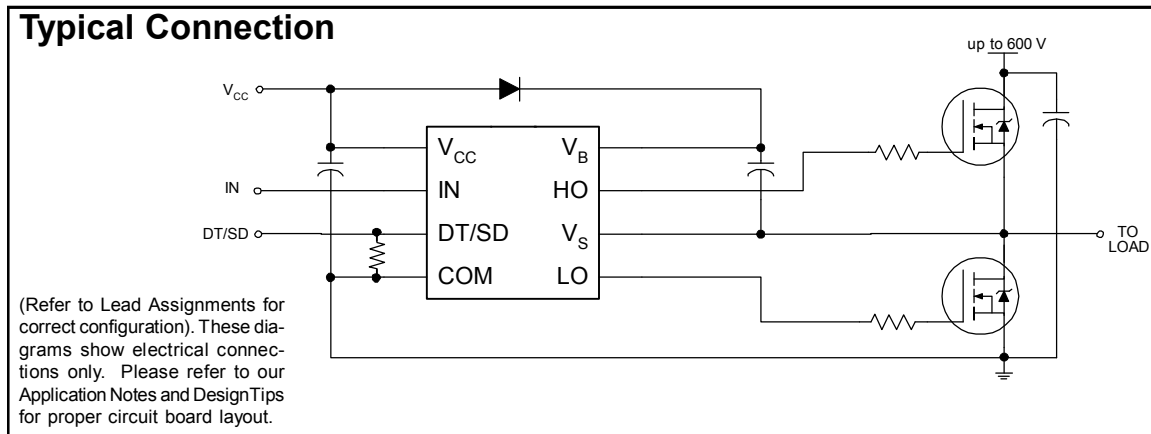 Typical Connection
up to 600 V
VCC
VCC
VB
IN
IN
HO
DT/SD
DT/SD
VS
TO
LOAD
COM
LO
(Refer to Lead Assignments for
correct configuration). These dia-
grams show electrical connec-
tions only. Please refer to our
Application Notes and DesignTips
for proper circuit board layout.